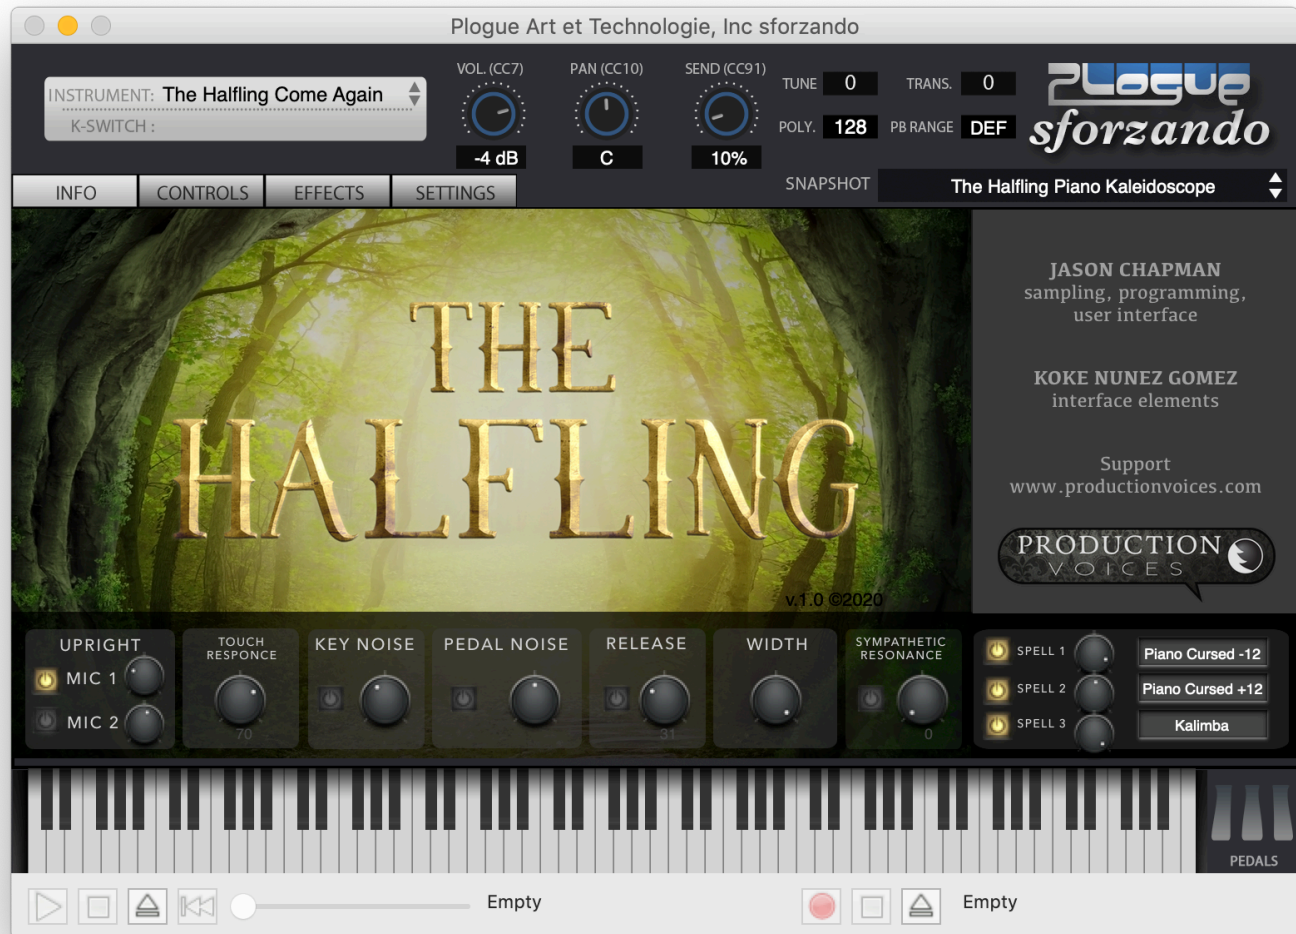 Plogue Art et Technologie, Inc sforzando
INSTRUMENT: The Halfling Come Again
K-SWITCH :
VOL. (CC7)
-4 dB
PAN (CC10)
C
SEND (CC91)
10%
TUNE 0
TRANS. 0
POLY. 128
PB RANGE DEF
PLOGUE
sforzando
INFO
CONTROLS
EFFECTS
SETTINGS
SNAPSHOT The Halfling Piano Kaleidoscope
THE
HALFLING
v.1.0 ©2020
JASON CHAPMAN
sampling, programming,
user interface
KOKE NUNEZ GOMEZ
interface elements
Support
www.productionvoices.com
PRODUCTION
VOICES
UPRIGHT
MIC 1
MIC 2
TOUCH
RESPONCE
70
KEY NOISE
PEDAL NOISE
RELEASE
31
WIDTH
SYMPATHETIC
RESONANCE
0
SPELL 1 Piano Cursed -12
SPELL 2 Piano Cursed +12
SPELL 3 Kalimba
PEDALS
Empty
Empty